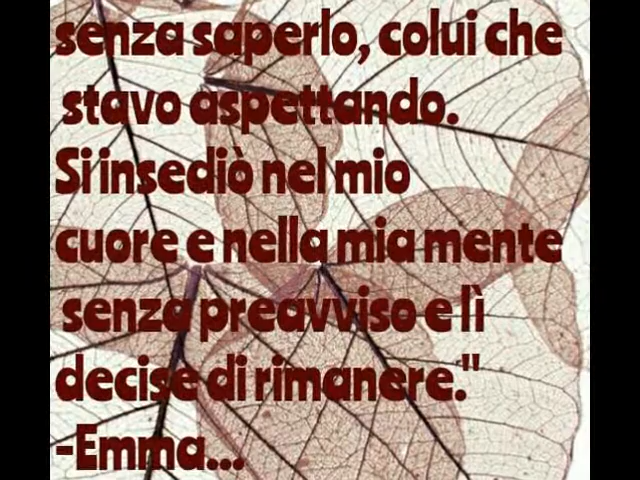 senza saperlo, colui che
stavo aspettando.
Si insediò nel mio
cuore e nella mia mente
senza preavviso e lì
decise di rimanere."
-Emma...